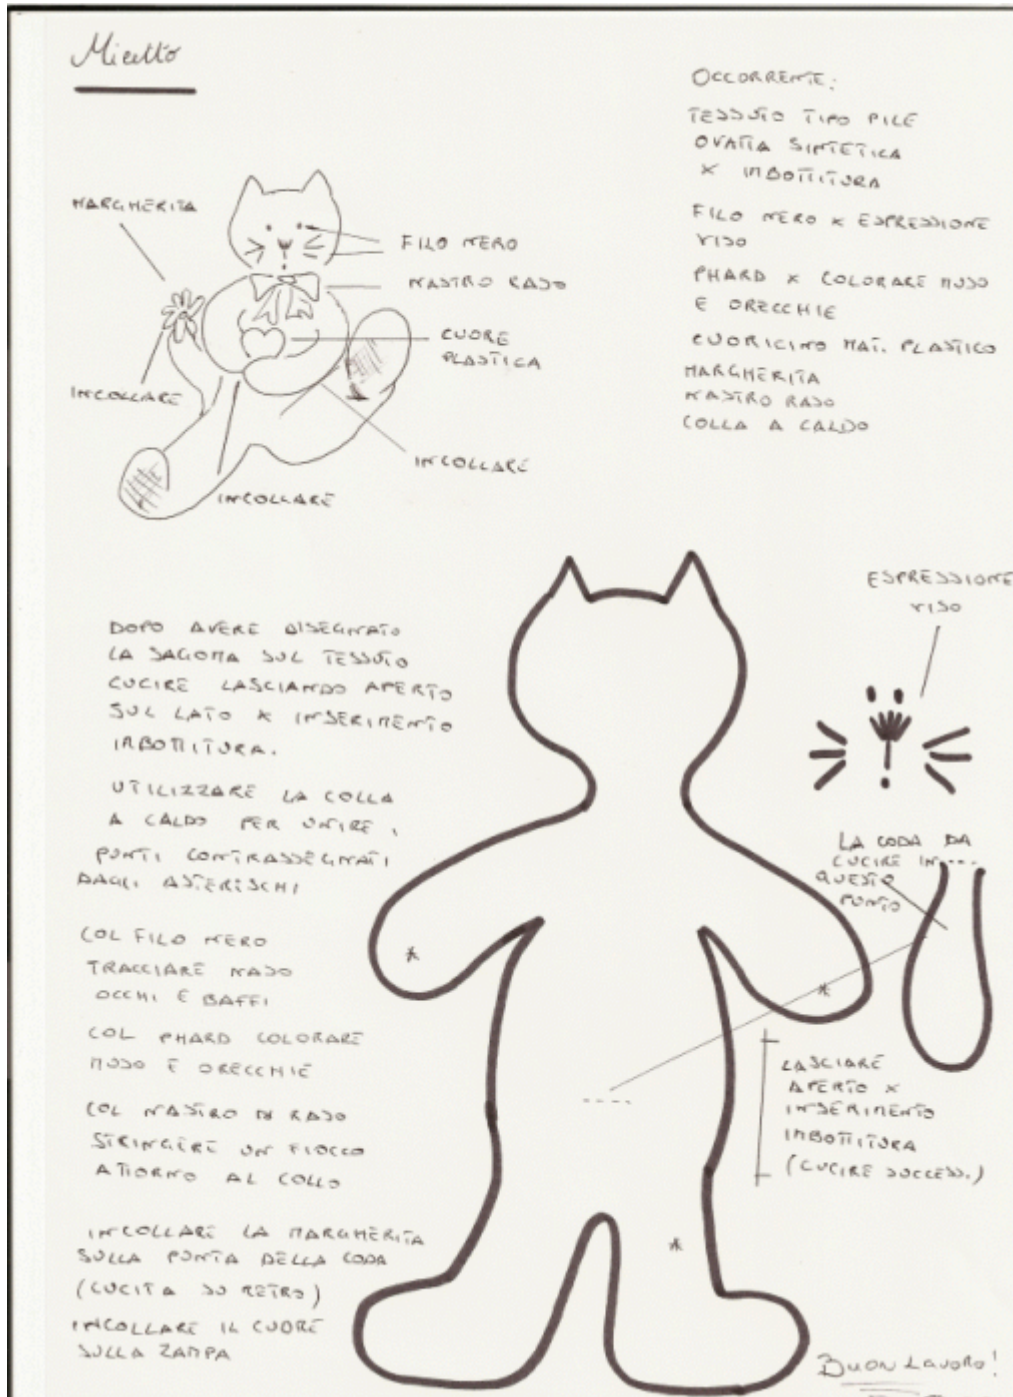 Micetto
OCCORRENTE:
TESSUTO TIPO PILE
OVATTA SINTETICA
X IMBOTTITURA
FILO NERO X ESPRESSIONE
VISO
PHARD X COLORARE MUSO
E ORECCHIE
CUORICINO MAT. PLASTICO
MARGHERITA
NASTRO RASO
COLLA A CALDO
MARGHERITA
FILO NERO
NASTRO RASO
CUORE
PLASTICA
INCOLLARE
INCOLLARE
INCOLLARE
DOPO AVERE DISEGNATO
LA SAGOMA SUL TESSUTO
CUCIRE LASCIANDO APERTO
SUL LATO X INSERIMENTO
IMBOTTITURA.
UTILIZZARE LA COLLA
A CALDO PER UNIRE I
PUNTI CONTRASSEGNATI
DAGLI ASTERISCHI
COL FILO NERO
TRACCIARE NASO
OCCHI E BAFFI
COL PHARD COLORARE
MUSO E ORECCHIE
COL NASTRO DI RASO
STRINGERE UN FIOCCO
ATTORNO AL COLLO
INCOLLARE LA MARGHERITA
SULLA PUNTA DELLA CODA
(CUCITA SU RETRO)
INCOLLARE IL CUORE
SULLA ZAMPA
ESPRESSIONE
VISO
LA CODA DA
CUCIRE IN
QUESTO
PUNTO
LASCIARE
APERTO X
INSERIMENTO
IMBOTTITURA
(CUCIRE SUCCESS.)
BUON LAVORO!